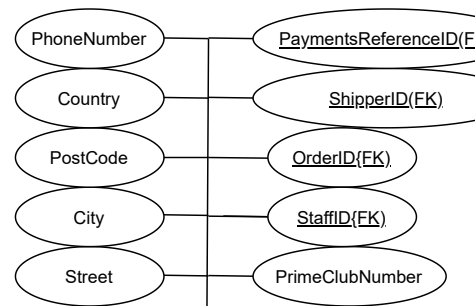 PhoneNumber PaymentsReferenceID(F
Country ShipperID(FK)
PostCode OrderID{FK)
City StaffID{FK)
Street PrimeClubNumber